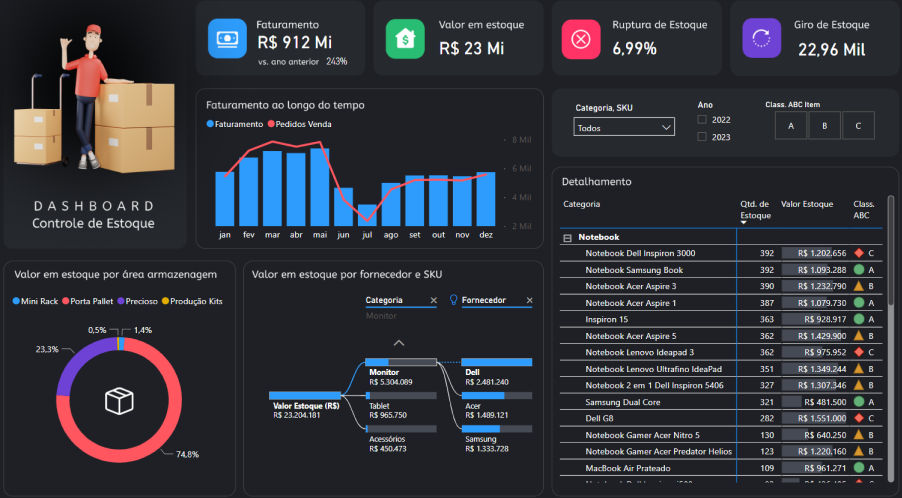 DASHBOARD
Controle de Estoque
Faturamento
R$ 912 Mi
vs. ano anterior 243%
Valor em estoque
R$ 23 Mi
Ruptura de Estoque
6,99%
Giro de Estoque
22,96 Mil
Faturamento ao longo do tempo
Faturamento Pedidos Venda
8 Mil
6 Mil
4 Mil
2 Mil
jan fev mar abr mai jun jul ago set out nov dez
Categoria, SKU
Todos
Ano
2022
2023
Class. ABC Item
A B C
Valor em estoque por área armazenagem
Mini Rack Porta Pallet Precioso Produção Kits
0,5% 1,4%
23,3%
74,8%
Valor em estoque por fornecedor e SKU
Categoria Fornecedor
Monitor
Valor Estoque (R$)
R$ 23.204.181
Monitor
R$ 5.304.089
Tablet
R$ 965.750
Acessórios
R$ 450.473
Dell
R$ 2.481.240
Acer
R$ 1.489.121
Samsung
R$ 1.333.728
Detalhamento
Categoria Qtd. de Estoque Valor Estoque Class. ABC
Notebook
Notebook Dell Inspiron 3000 392 R$ 1.202.656 C
Notebook Samsung Book 392 R$ 1.093.288 A
Notebook Acer Aspire 3 390 R$ 1.232.790 B
Notebook Acer Aspire 1 387 R$ 1.079.730 A
Inspiron 15 363 R$ 928.917 A
Notebook Acer Aspire 5 362 R$ 1.429.900 B
Notebook Lenovo Ideapad 3 362 R$ 975.952 C
Notebook Lenovo Ultrafino IdeaPad 351 R$ 1.349.244 B
Notebook 2 em 1 Dell Inspiron 5406 327 R$ 1.307.346 B
Samsung Dual Core 321 R$ 481.500 A
Dell G8 282 R$ 1.551.000 C
Notebook Gamer Acer Nitro 5 130 R$ 640.250 B
Notebook Gamer Acer Predator Helios 123 R$ 1.220.160 B
MacBook Air Prateado 109 R$ 961.271 A